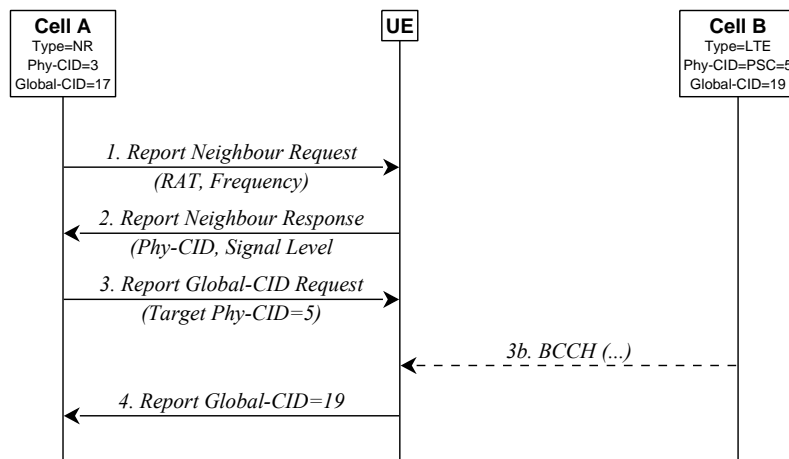 Cell A
Type=NR
Phy-CID=3
Global-CID=17
UE
Cell B
Type=LTE
Phy-CID=PSC=5
Global-CID=19
1. Report Neighbour Request
(RAT, Frequency)
2. Report Neighbour Response
(Phy-CID, Signal Level
3. Report Global-CID Request
(Target Phy-CID=5)
3b. BCCH (...)
4. Report Global-CID=19